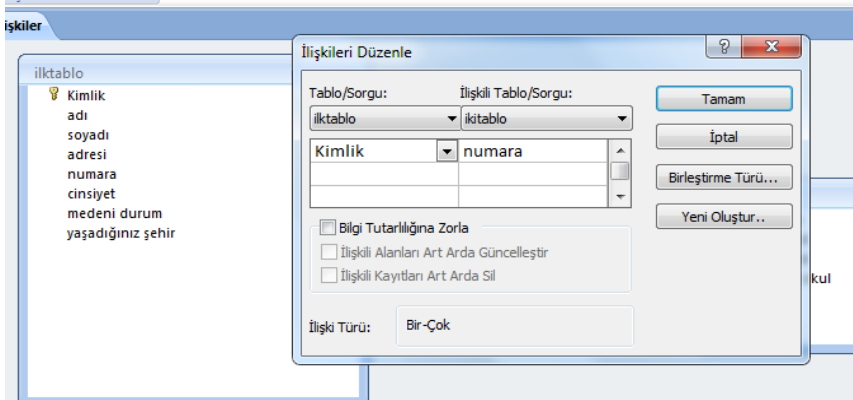 işkiler
İlişkileri Düzenle
ilktablo
Kimlik
adı
soyadı
adresi
numara
cinsiyet
medeni durum
yaşadığınız şehir
Tablo/Sorgu: İlişkili Tablo/Sorgu:
ilktablo ikitablo
Kimlik numara
Bilgi Tutarlılığına Zorla
İlişkili Alanları Art Arda Güncelleştir
İlişkili Kayıtları Art Arda Sil
İlişki Türü: Bir-Çok
Tamam
İptal
Birleştirme Türü...
Yeni Oluştur..
kul